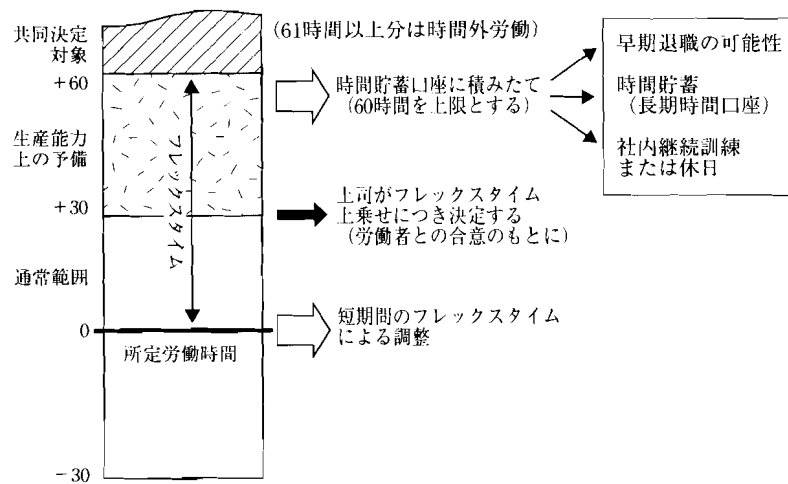 共同決定
対象
(61時間以上分は時間外労働)
+60
生産能力
上の予備
+30
通常範囲
0
-30
フレックスタイム
所定労働時間
時間貯蓄口座に積みたて
(60時間を上限とする)
上司がフレックスタイム
上乗せにつき決定する
(労働者との合意のもとに)
短期間のフレックスタイム
による調整
早期退職の可能性
時間貯蓄
(長期時間口座)
社内継続訓練
または休日